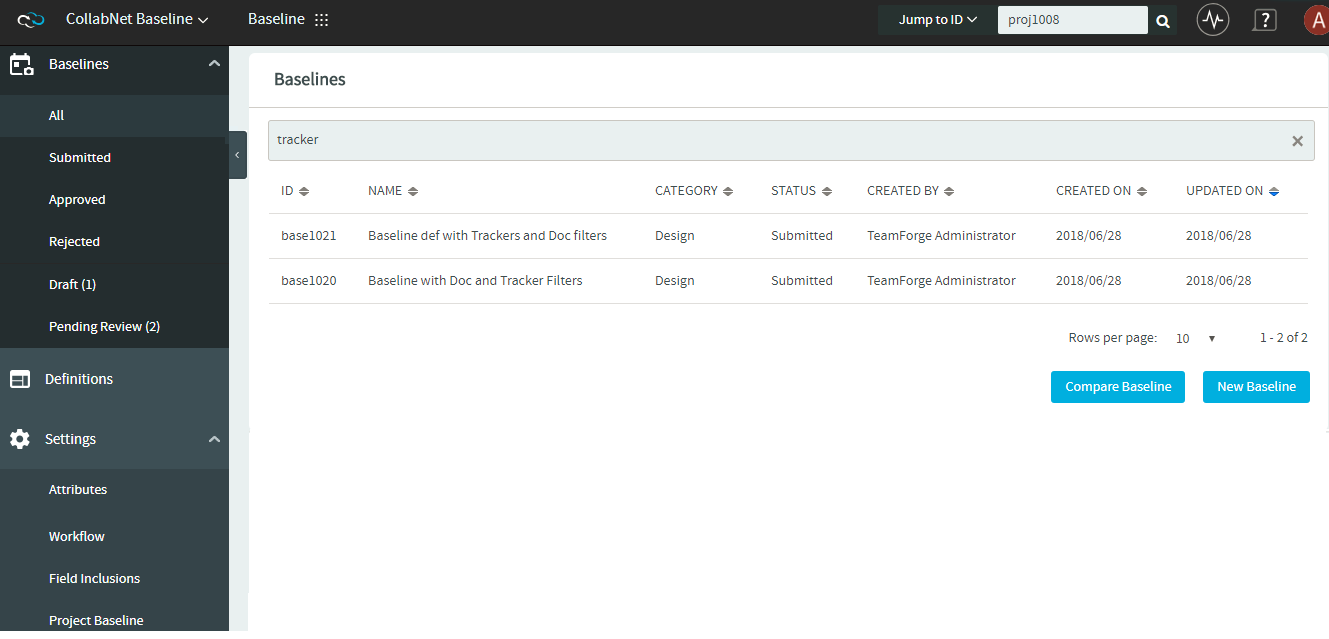 CollabNet Baseline
Baseline
Jump to ID
proj1008
?
A
Baselines
All
Submitted
Approved
Rejected
Draft (1)
Pending Review (2)
Definitions
Settings
Attributes
Workflow
Field Inclusions
Project Baseline
Baselines
tracker
ID NAME CATEGORY STATUS CREATED BY CREATED ON UPDATED ON
base1021 Baseline def with Trackers and Doc filters Design Submitted TeamForge Administrator 2018/06/28 2018/06/28
base1020 Baseline with Doc and Tracker Filters Design Submitted TeamForge Administrator 2018/06/28 2018/06/28
Rows per page: 10 1 - 2 of 2
Compare Baseline New Baseline